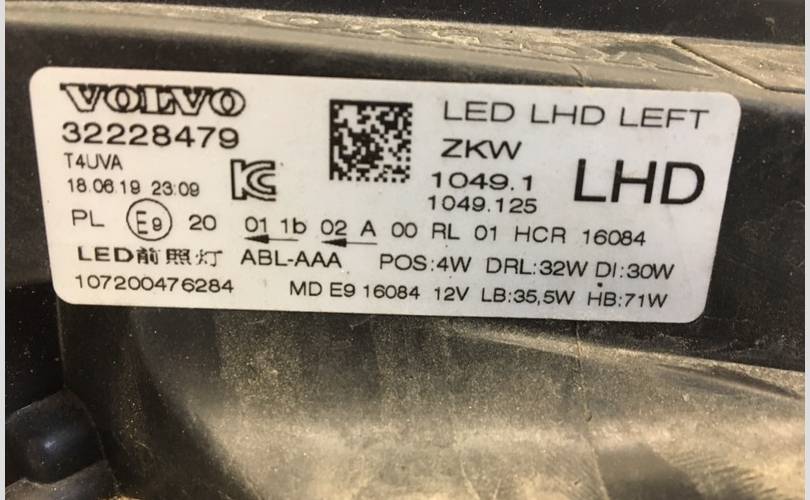 VOLVO
32228479
T4UVA
18.06.19 23:09
LED LHD LEFT
ZKW
1049.1
1049.125
LHD
PL E9 20 01 1b 02 A 00 RL 01 HCR 16084
LED前照灯 ABL-AAA POS:4W DRL:32W DI:30W
107200476284 MD E9 16084 12V LB:35,5W HB:71W